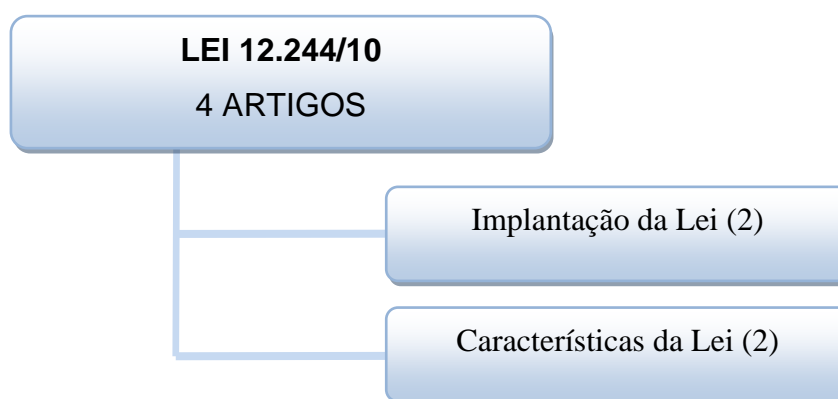 LEI 12.244/10
4 ARTIGOS
Implantação da Lei (2)
Características da Lei (2)